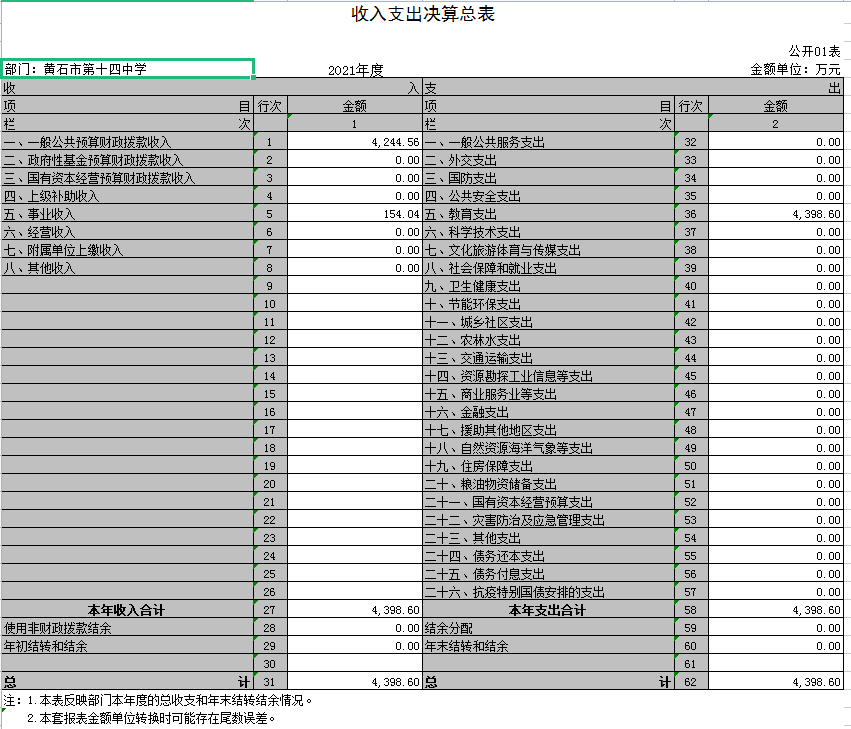 收入支出决算总表
公开01表
部门：黄石市第十四中学 2021年度 金额单位：万元
收 入 支 出
项 目 行次 金额 项 目 行次 金额
栏 次 1 栏 次 2
一、一般公共预算财政拨款收入 1 4,244.56 一、一般公共服务支出 32 0.00
二、政府性基金预算财政拨款收入 2 0.00 二、外交支出 33 0.00
三、国有资本经营预算财政拨款收入 3 0.00 三、国防支出 34 0.00
四、上级补助收入 4 0.00 四、公共安全支出 35 0.00
五、事业收入 5 154.04 五、教育支出 36 4,398.60
六、经营收入 6 0.00 六、科学技术支出 37 0.00
七、附属单位上缴收入 7 0.00 七、文化旅游体育与传媒支出 38 0.00
八、其他收入 8 0.00 八、社会保障和就业支出 39 0.00
9 九、卫生健康支出 40 0.00
10 十、节能环保支出 41 0.00
11 十一、城乡社区支出 42 0.00
12 十二、农林水支出 43 0.00
13 十三、交通运输支出 44 0.00
14 十四、资源勘探工业信息等支出 45 0.00
15 十五、商业服务业等支出 46 0.00
16 十六、金融支出 47 0.00
17 十七、援助其他地区支出 48 0.00
18 十八、自然资源海洋气象等支出 49 0.00
19 十九、住房保障支出 50 0.00
20 二十、粮油物资储备支出 51 0.00
21 二十一、国有资本经营预算支出 52 0.00
22 二十二、灾害防治及应急管理支出 53 0.00
23 二十三、其他支出 54 0.00
24 二十四、债务还本支出 55 0.00
25 二十五、债务付息支出 56 0.00
26 二十六、抗疫特别国债安排的支出 57 0.00
本年收入合计 27 4,398.60 本年支出合计 58 4,398.60
使用非财政拨款结余 28 0.00 结余分配 59 0.00
年初结转和结余 29 0.00 年末结转和结余 60 0.00
30 61
总 计 31 4,398.60 总 计 62 4,398.60
注：1.本表反映部门本年度的总收支和年末结转结余情况。
2.本套报表金额单位转换时可能存在尾数误差。